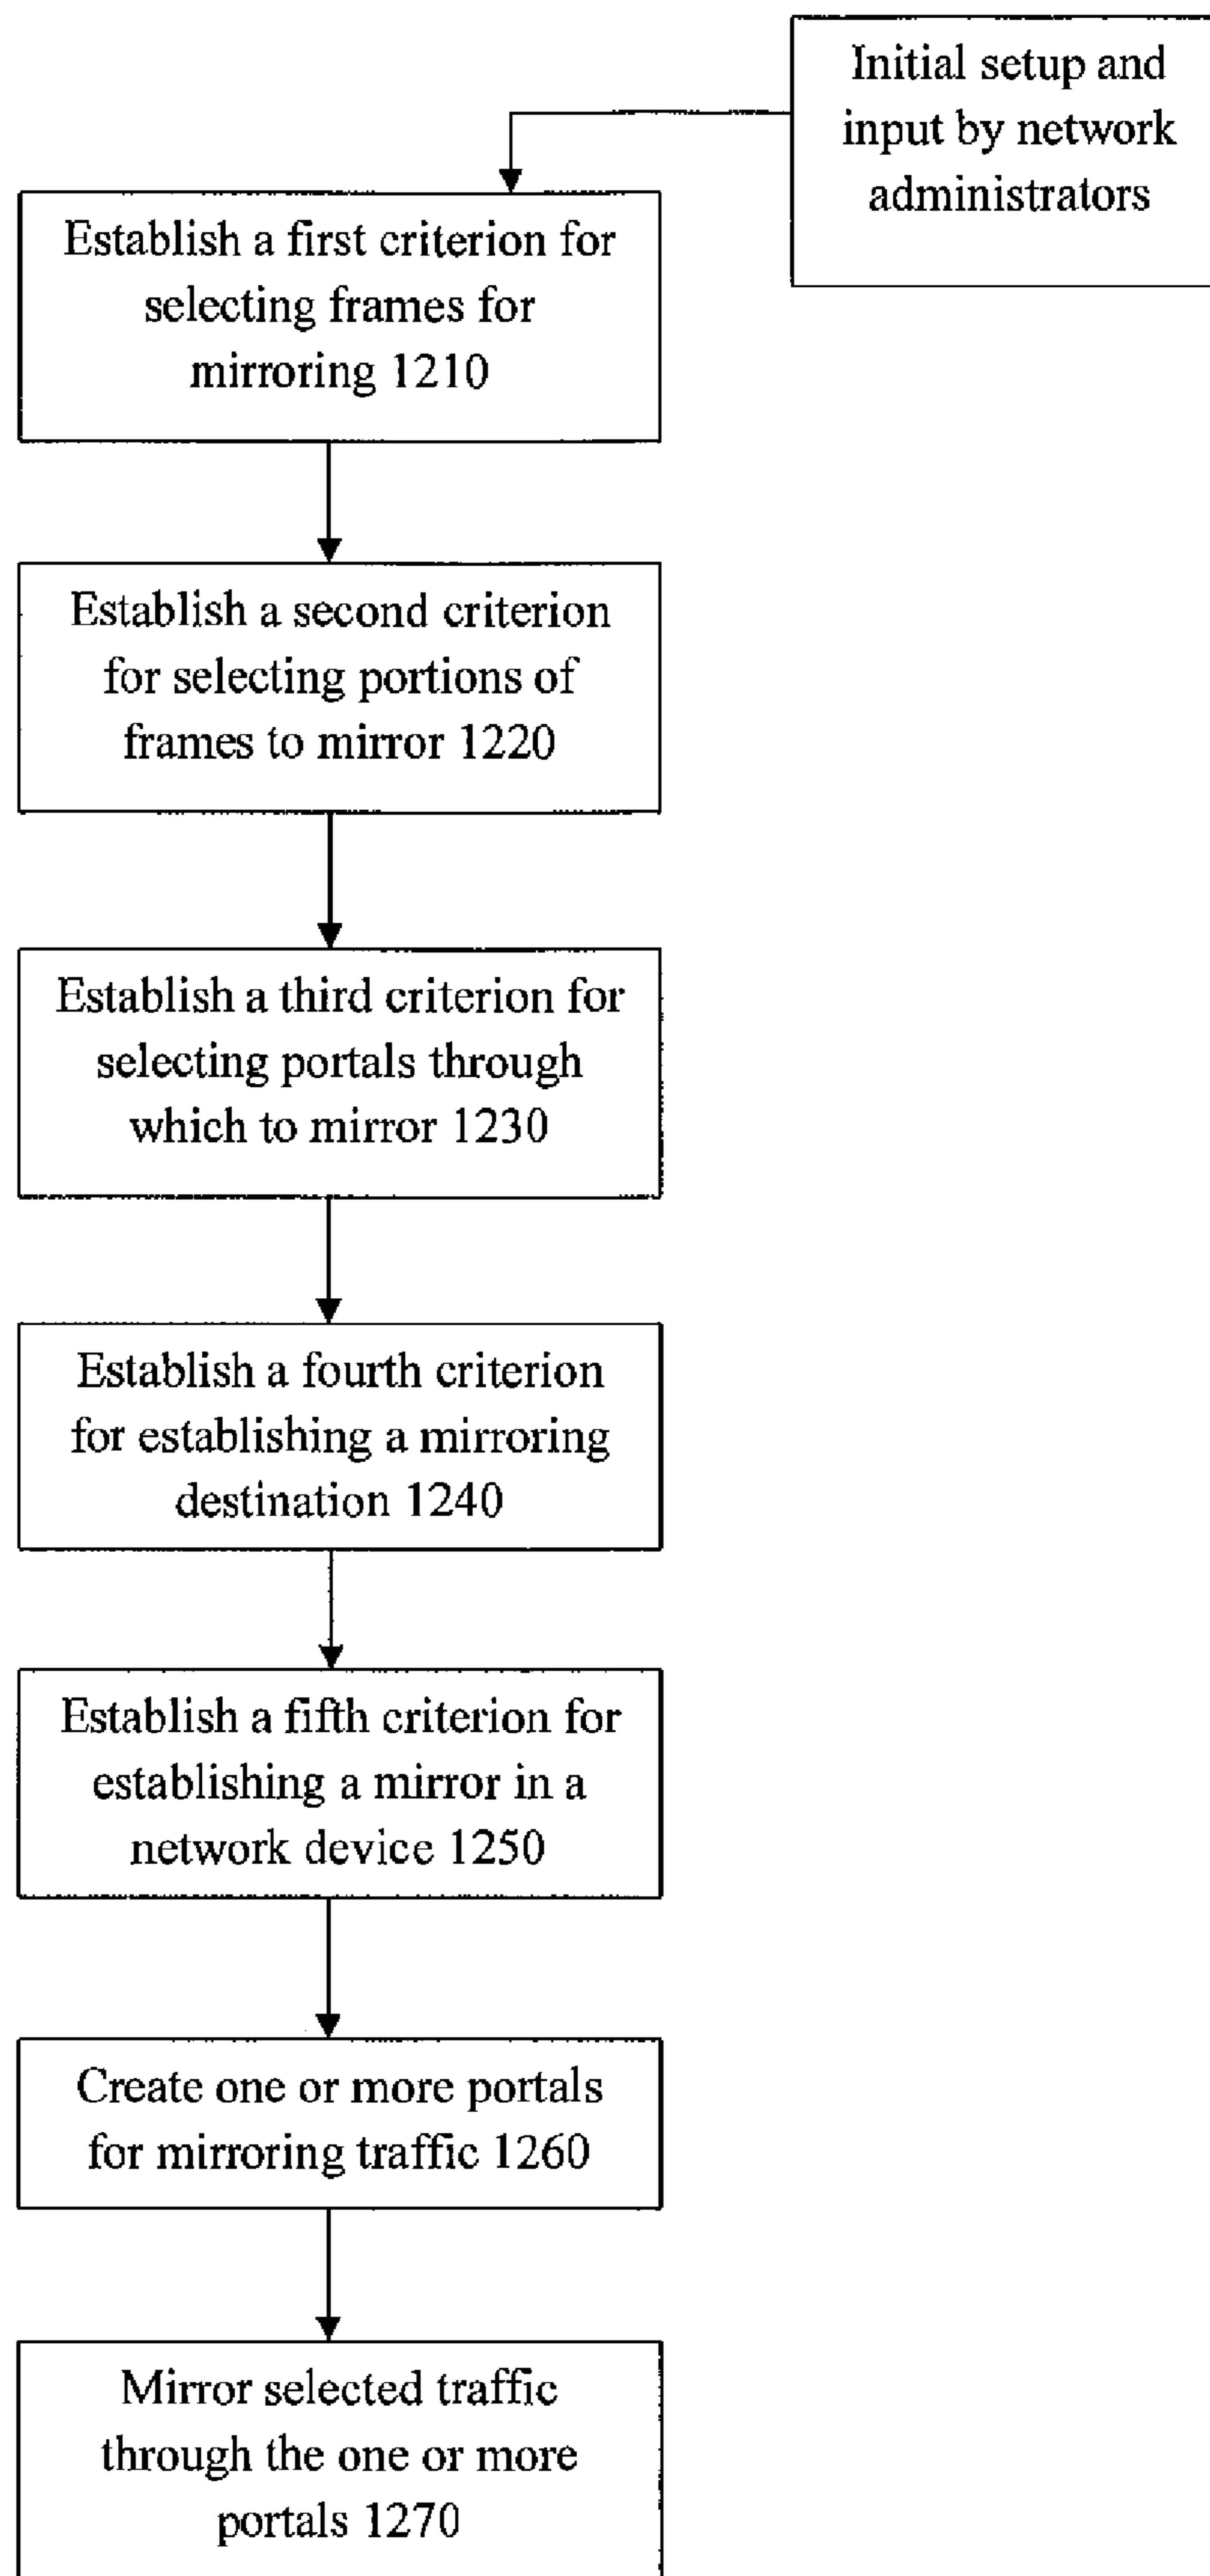 Initial setup and
input by network
administrators
Establish a first criterion for
selecting frames for
mirroring 1210
Establish a second criterion
for selecting portions of
frames to mirror 1220
Establish a third criterion for
selecting portals through
which to mirror 1230
Establish a fourth criterion
for establishing a mirroring
destination 1240
Establish a fifth criterion for
establishing a mirror in a
network device 1250
Create one or more portals
for mirroring traffic 1260
Mirror selected traffic
through the one or more
portals 1270